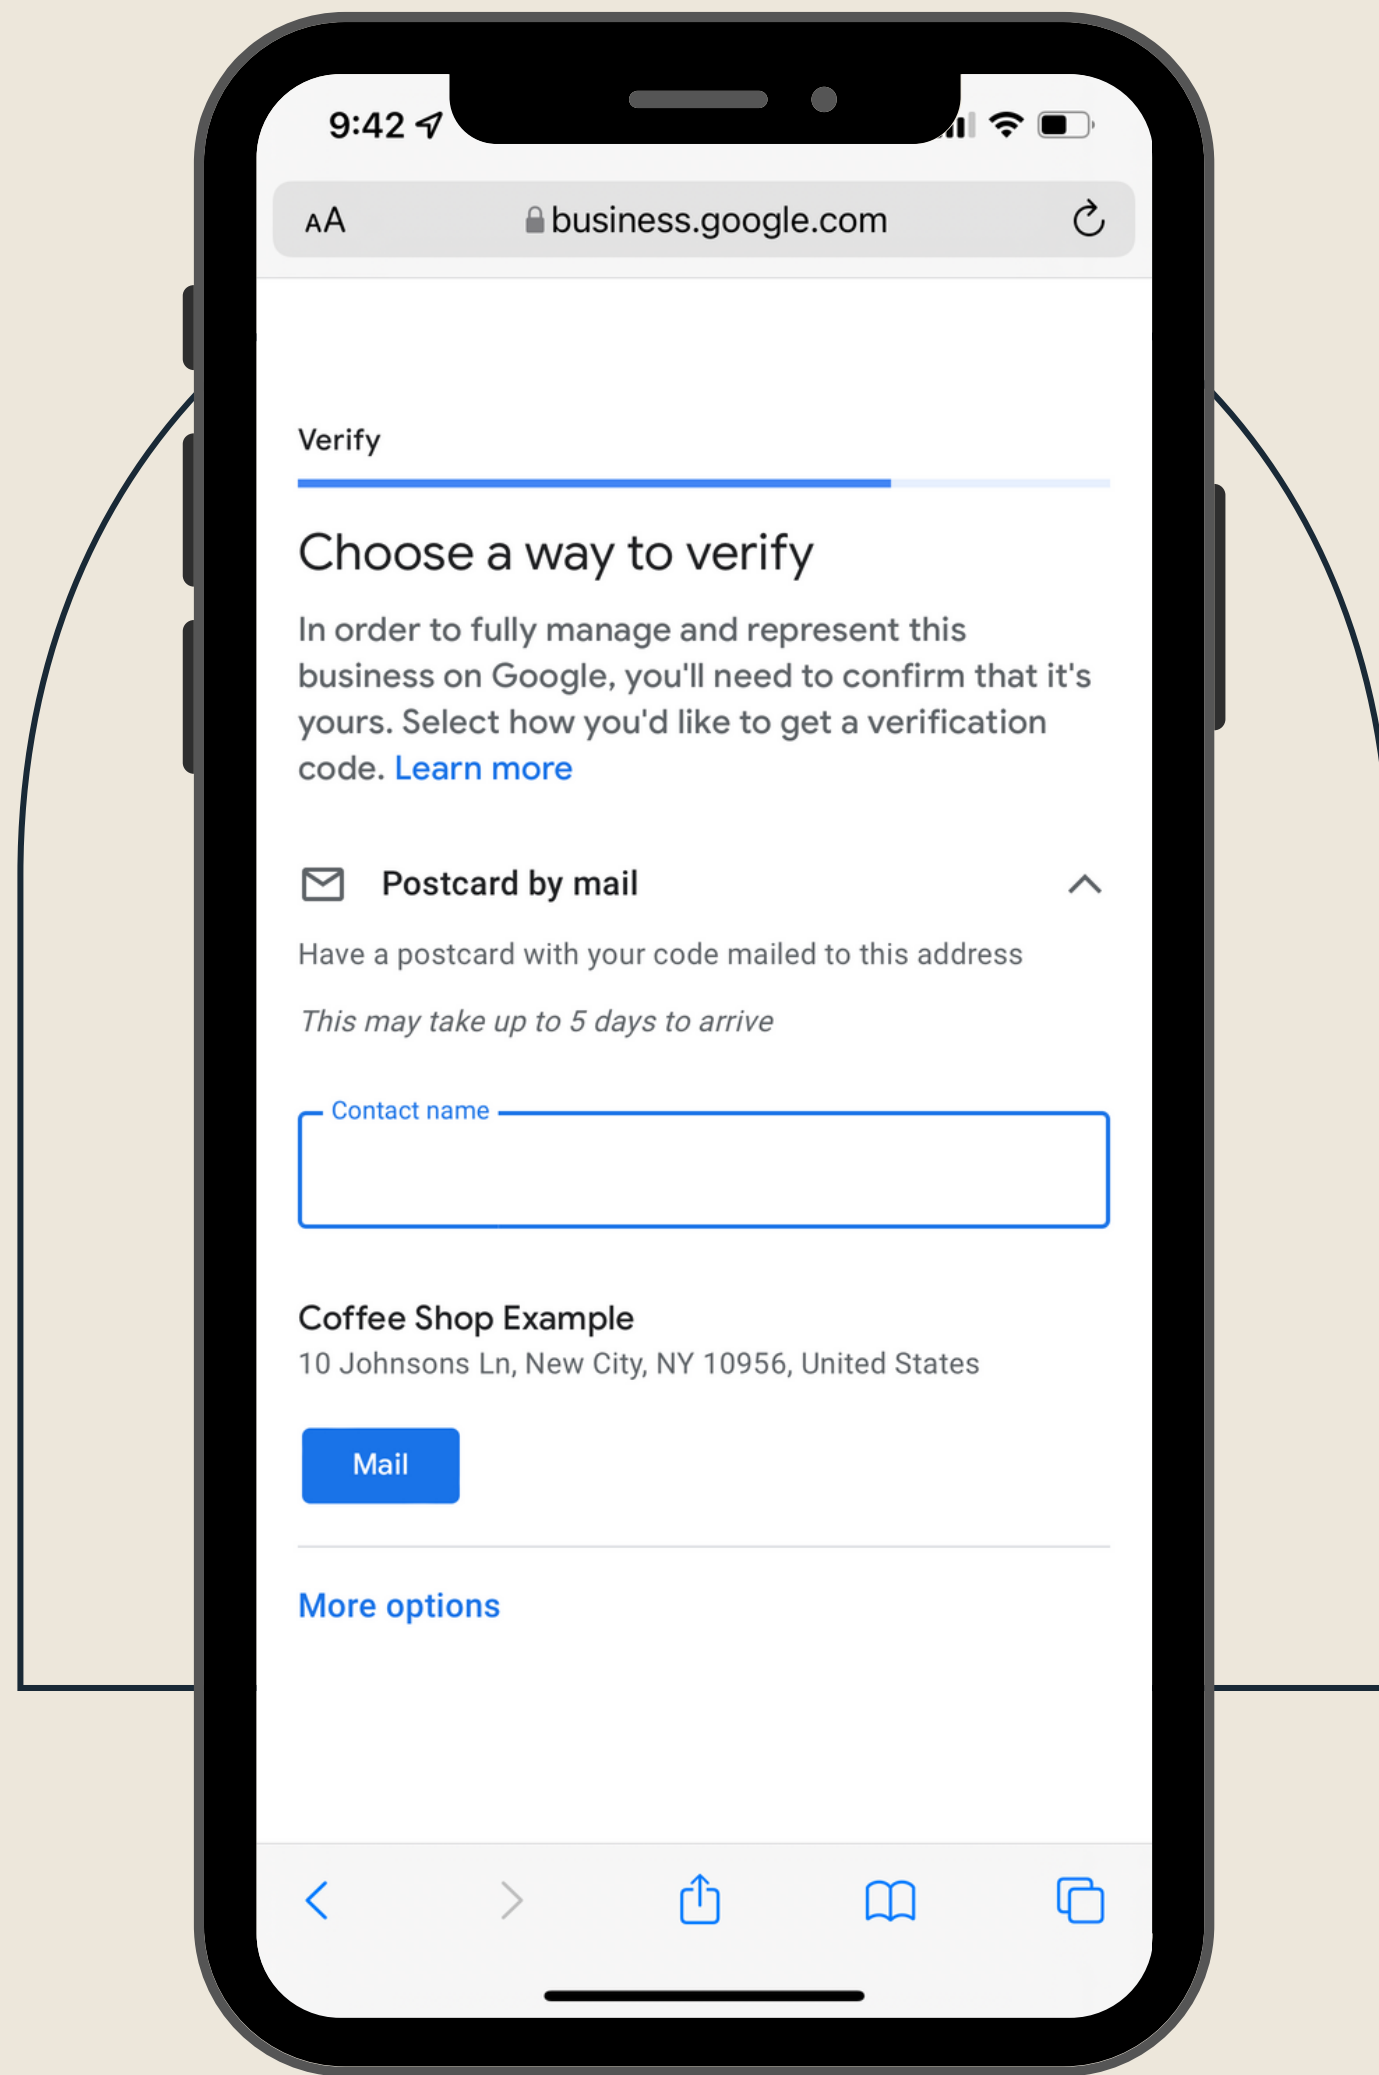 9:42
AA business.google.com
Verify
Choose a way to verify
In order to fully manage and represent this
business on Google, you'll need to confirm that it's
yours. Select how you'd like to get a verification
code. Learn more
Postcard by mail
Have a postcard with your code mailed to this address
This may take up to 5 days to arrive
Contact name
Coffee Shop Example
10 Johnsons Ln, New City, NY 10956, United States
Mail
More options